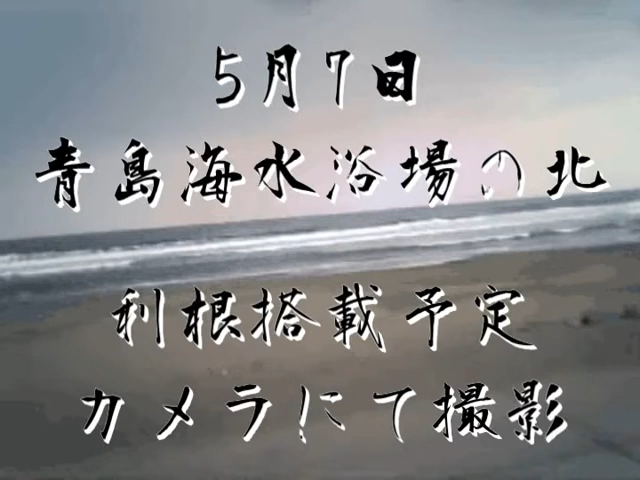 5月7日
青島海水浴場の北
利根搭載予定
カメラにて撮影